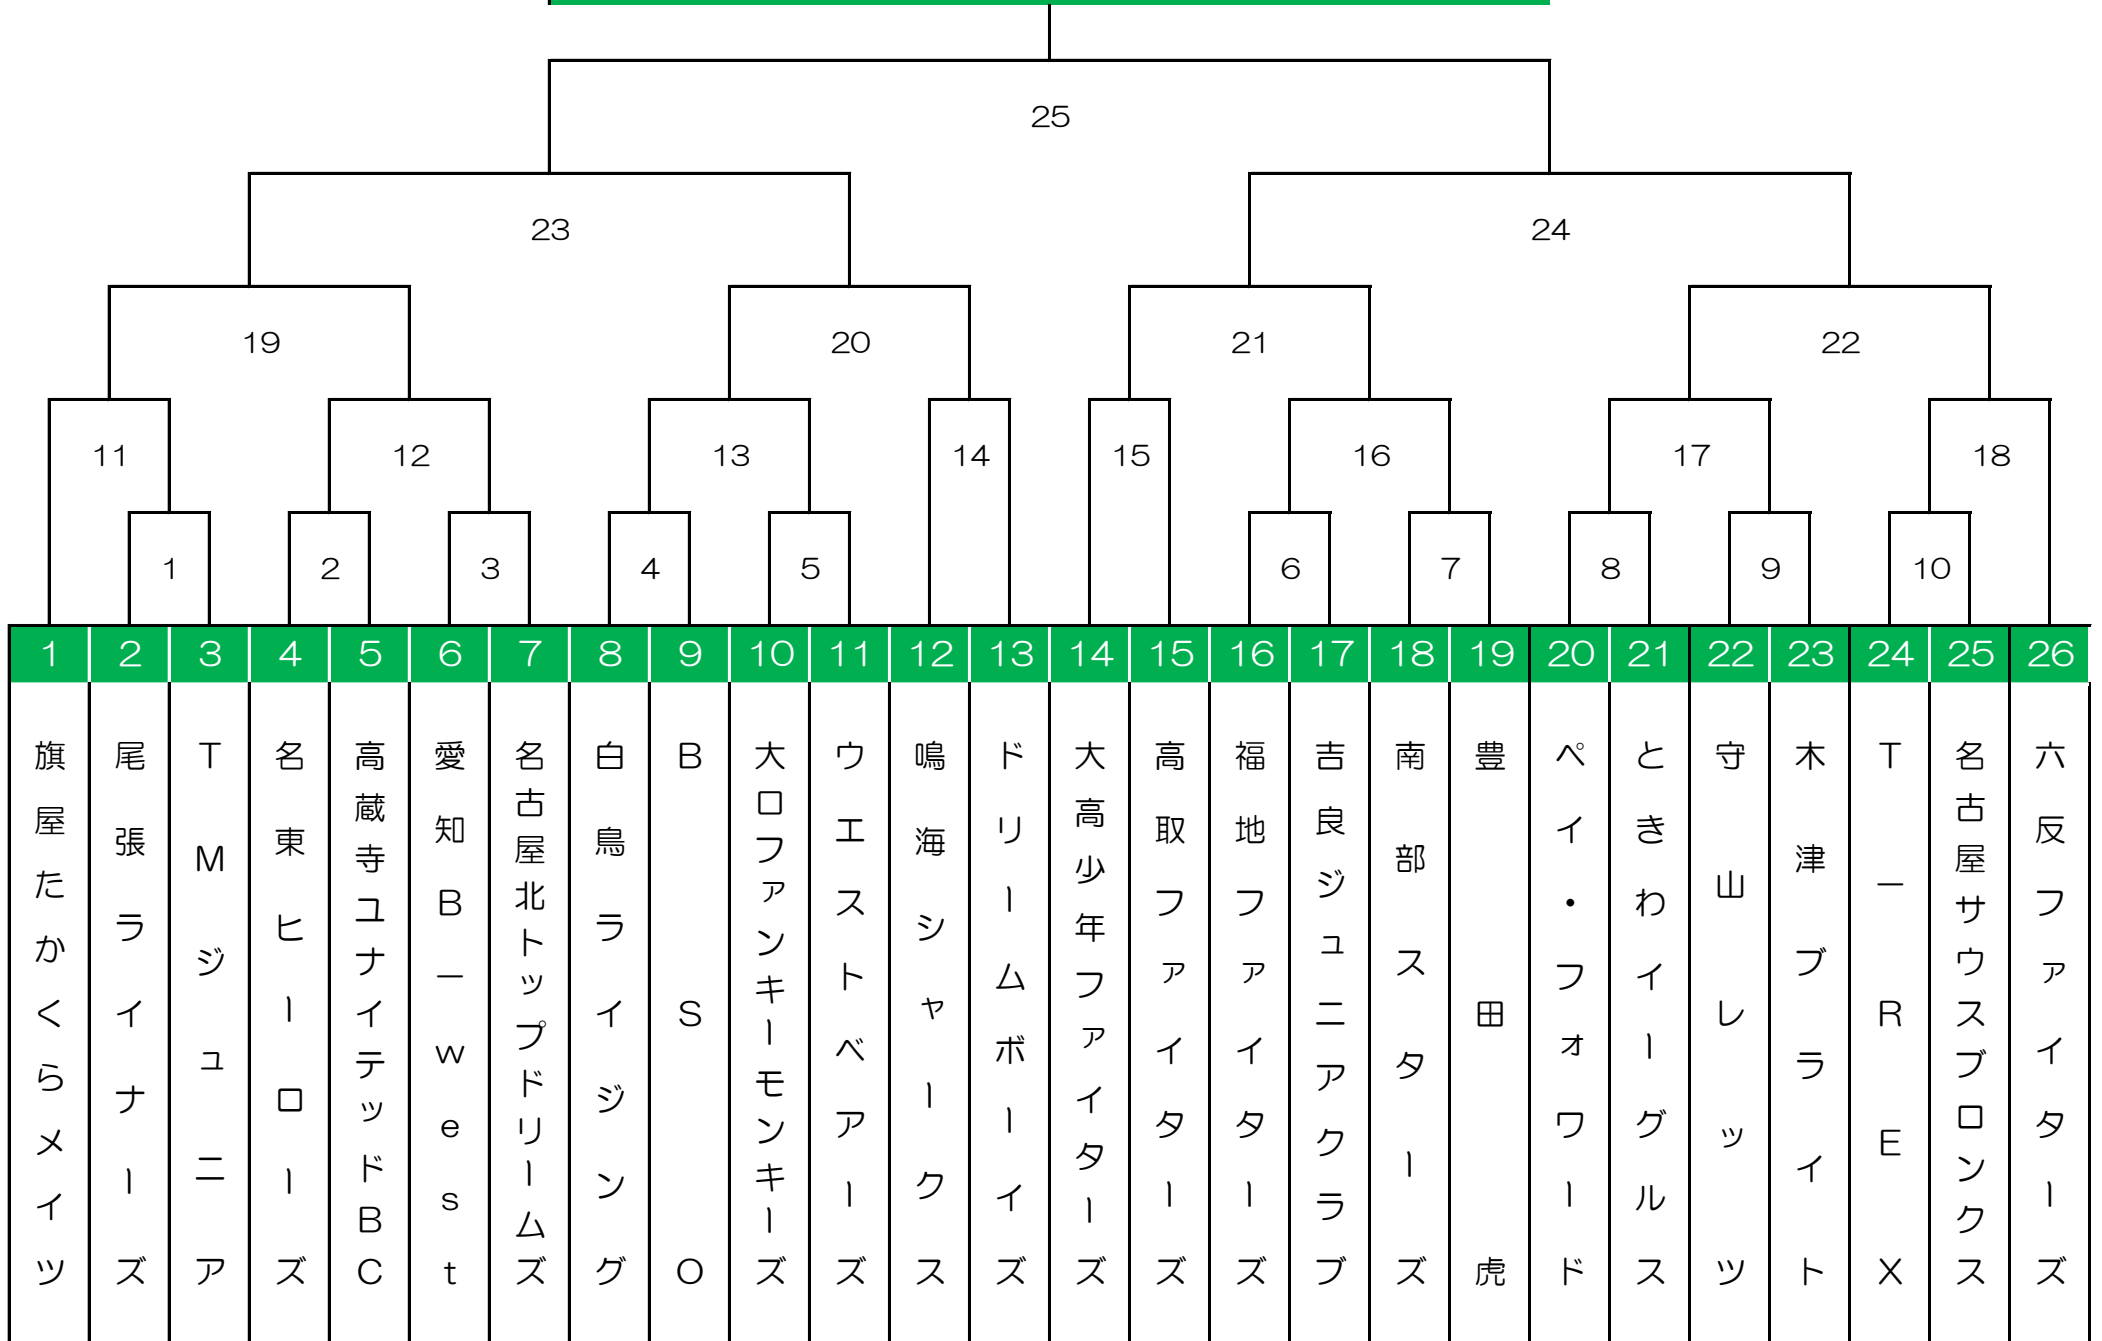 25
23 24
19 20 21 22
11 12 13 14 15 16 17 18
1 2 3 4 5 6 7 8 9 10
1 2 3 4 5 6 7 8 9 10 11 12 13 14 15 16 17 18 19 20 21 22 23 24 25 26
旗屋たかくらメイツ
尾張ライナーズ
TMジュニア
名東ヒーローズ
高蔵寺ユナイテッドBC
愛知B-west
名古屋北トップドリームズ
白鳥ライジング
BSO
大口ファンキーモンキーズ
ウエストベアーズ
鳴海シャークス
ドリームボーイズ
大高少年ファイターズ
高取ファイターズ
福地ファイターズ
吉良ジュニアクラブ
南部スターズ
豊田虎
ペイ・フォワード
ときわイーグルス
守山レッツ
木津ブライト
T-REX
名古屋サウスブロンクス
六反ファイターズ